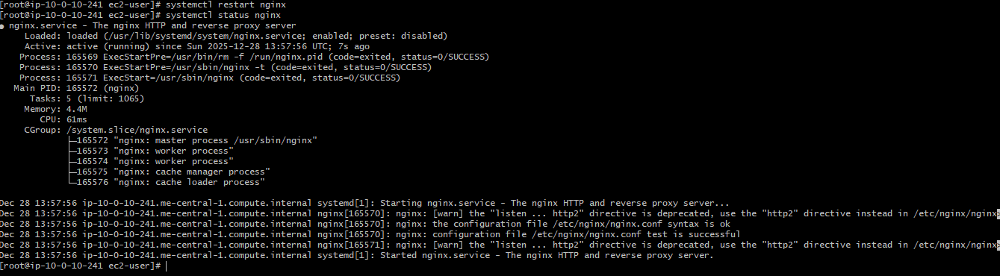 [root@ip-10-0-10-241 ec2-user]# systemctl restart nginx
[root@ip-10-0-10-241 ec2-user]# systemctl status nginx
● nginx.service - The nginx HTTP and reverse proxy server
     Loaded: loaded (/usr/lib/systemd/system/nginx.service; enabled; preset: disabled)
     Active: active (running) since Sun 2025-12-28 13:57:56 UTC; 7s ago
    Process: 165569 ExecStartPre=/usr/bin/rm -f /run/nginx.pid (code=exited, status=0/SUCCESS)
    Process: 165570 ExecStartPre=/usr/sbin/nginx -t (code=exited, status=0/SUCCESS)
    Process: 165571 ExecStart=/usr/sbin/nginx (code=exited, status=0/SUCCESS)
   Main PID: 165572 (nginx)
      Tasks: 5 (limit: 1065)
     Memory: 4.4M
        CPU: 61ms
     CGroup: /system.slice/nginx.service
             ├─165572 "nginx: master process /usr/sbin/nginx"
             ├─165573 "nginx: worker process"
             ├─165574 "nginx: worker process"
             ├─165575 "nginx: cache manager process"
             └─165576 "nginx: cache loader process"

Dec 28 13:57:56 ip-10-0-10-241.me-central-1.compute.internal systemd[1]: Starting nginx.service - The nginx HTTP and reverse proxy server...
Dec 28 13:57:56 ip-10-0-10-241.me-central-1.compute.internal nginx[165570]: nginx: [warn] the "listen ... http2" directive is deprecated, use the "http2" directive instead in /etc/nginx/nginx>
Dec 28 13:57:56 ip-10-0-10-241.me-central-1.compute.internal nginx[165570]: nginx: the configuration file /etc/nginx/nginx.conf syntax is ok
Dec 28 13:57:56 ip-10-0-10-241.me-central-1.compute.internal nginx[165570]: nginx: configuration file /etc/nginx/nginx.conf test is successful
Dec 28 13:57:56 ip-10-0-10-241.me-central-1.compute.internal nginx[165571]: nginx: [warn] the "listen ... http2" directive is deprecated, use the "http2" directive instead in /etc/nginx/nginx>
Dec 28 13:57:56 ip-10-0-10-241.me-central-1.compute.internal systemd[1]: Started nginx.service - The nginx HTTP and reverse proxy server.
[root@ip-10-0-10-241 ec2-user]#